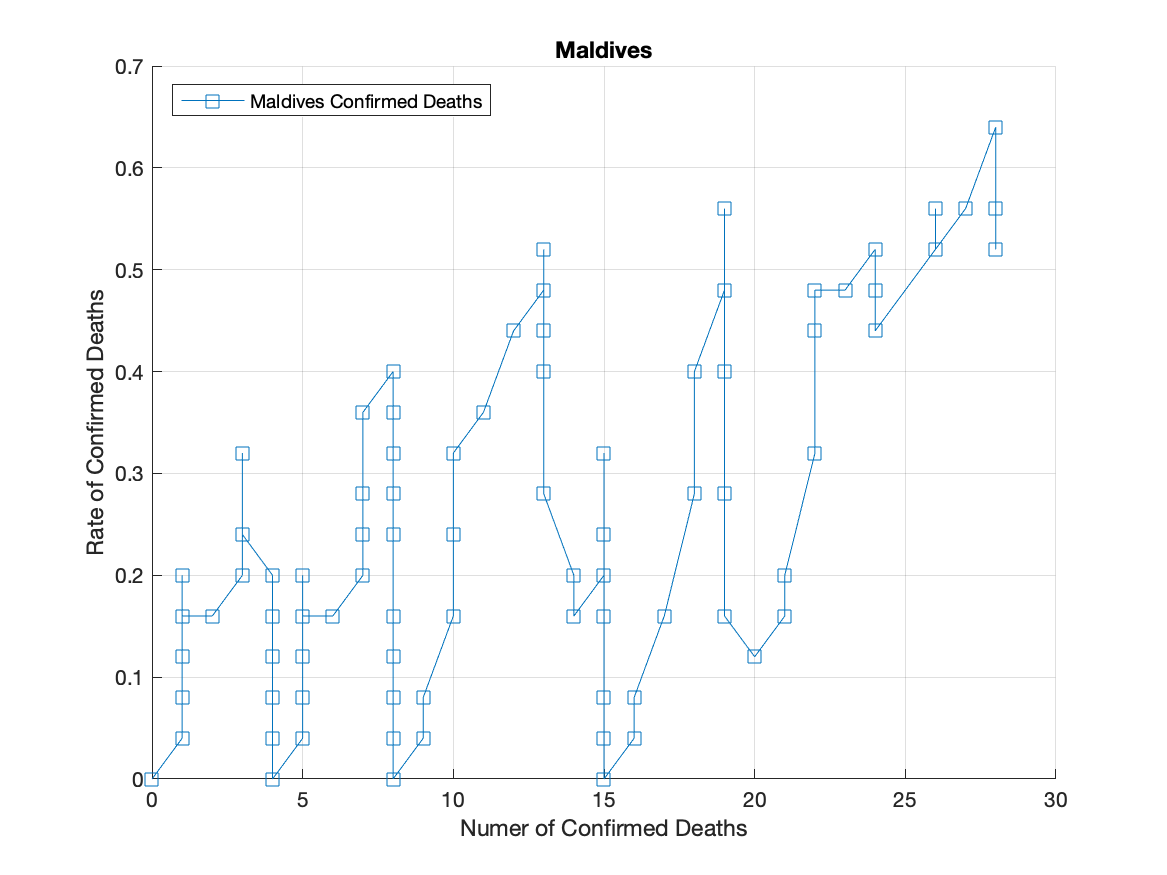 Maldives
Maldives Confirmed Deaths
0.7
0.6
0.5
0.4
0.3
0.2
0.1
0
Rate of Confirmed Deaths
0 5 10 15 20 25 30
Numer of Confirmed Deaths